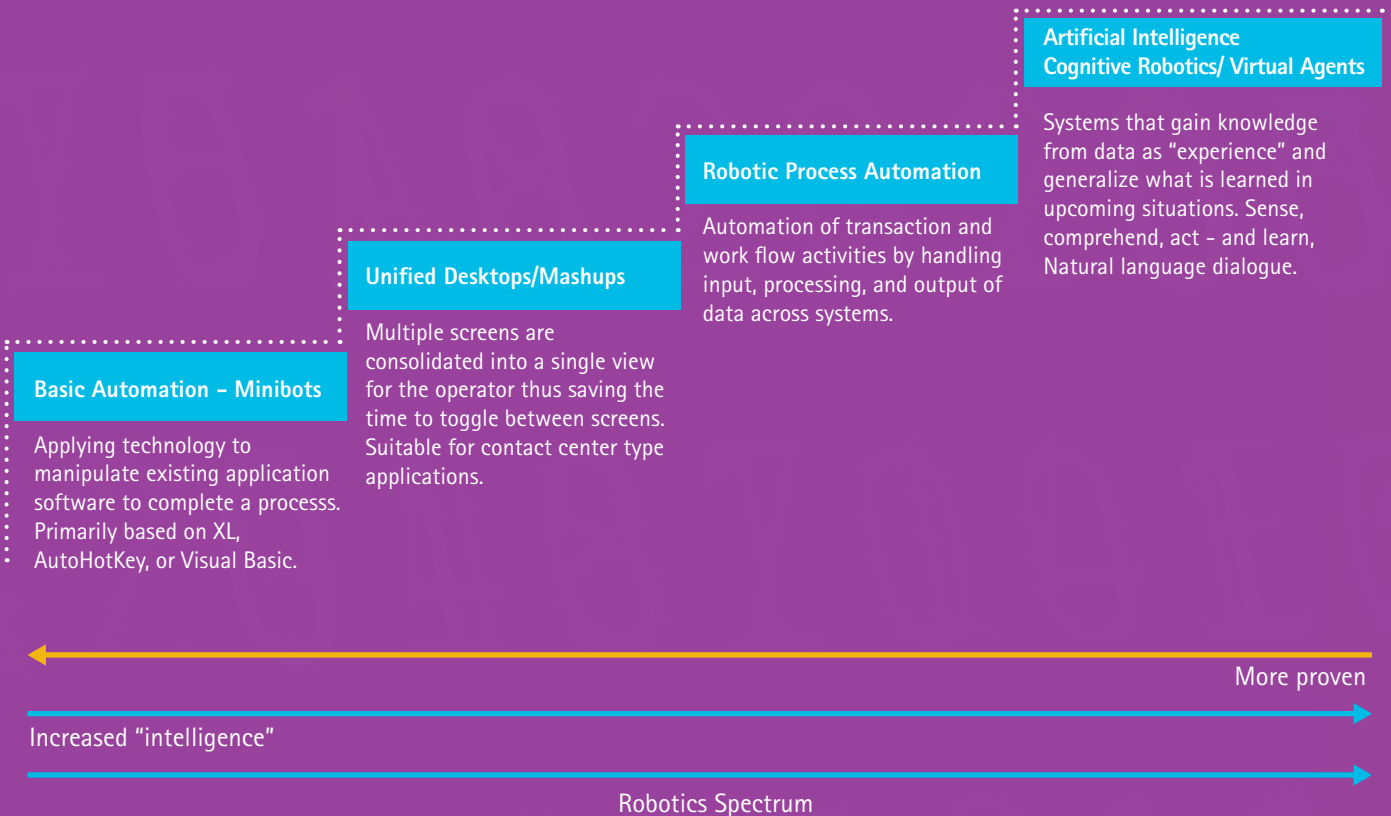 Artificial Intelligence
Cognitive Robotics/ Virtual Agents
Systems that gain knowledge
from data as “experience” and
generalize what is learned in
upcoming situations. Sense,
comprehend, act - and learn,
Natural language dialogue.
Robotic Process Automation
Automation of transaction and
work flow activities by handling
input, processing, and output of
data across systems.
Unified Desktops/Mashups
Multiple screens are
consolidated into a single view
for the operator thus saving the
time to toggle between screens.
Suitable for contact center type
applications.
Basic Automation - Minibots
Applying technology to
manipulate existing application
software to complete a processs.
Primarily based on XL,
AutoHotKey, or Visual Basic.
More proven
Increased “intelligence”
Robotics Spectrum